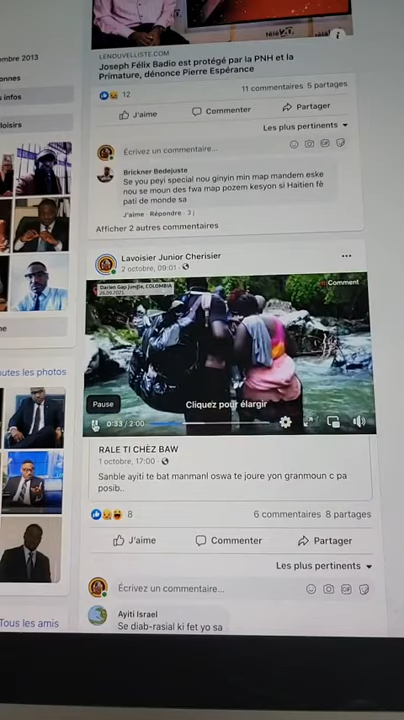 télé20
LENOUVELLISTE.COM
Joseph Félix Badio est protégé par la PNH et la
Primature, dénonce Pierre Espérance
12
11 commentaires 5 partages
J'aime
Commenter
Partager
Les plus pertinents
Écrivez un commentaire...
GIF
Brickner Bedejuste
Se you peyi special nou ginyin min map mandem eske
nou se moun des fwa map pozem kesyon si Haitien fè
pati de monde sa
J'aime · Répondre · 3 j
Afficher 2 autres commentaires
Lavoisier Junior Cherisier
2 octobre, 09:01 ·
Darien Gap Jungle, COLOMBIA
Comment
Pause
Cliquez pour élargir
0:33 / 2:00
RALE TI CHÈZ BAW
1 octobre, 17:00 ·
Sanble ayiti te bat manmanl oswa te joure yon granmoun c pa
posib..
8
6 commentaires 8 partages
J'aime
Commenter
Partager
Les plus pertinents
Écrivez un commentaire...
GIF
Ayiti Israel
Se diab-rasial ki fet yo sa
embre 2013
onnes
s infos
loisirs
ne
outes les photos
Tous les amis